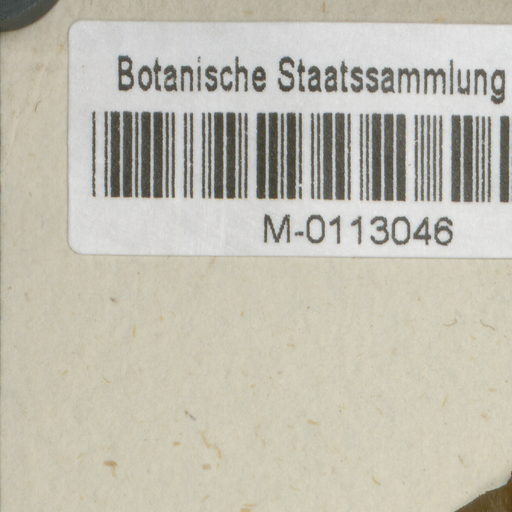 Botanische Staatssammlung
M-0113046